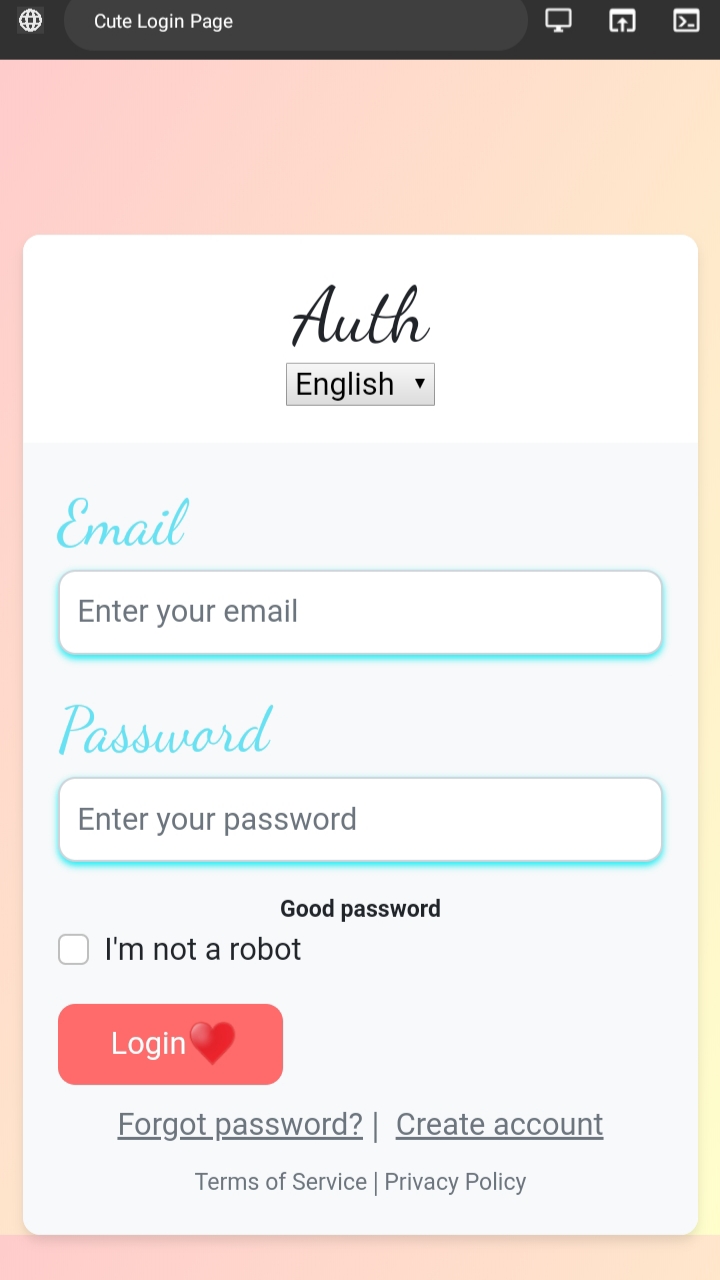 Cute Login Page
Auth
English
Email
Enter your email
Password
Enter your password
Good password
I'm not a robot
Login
Forgot password? | Create account
Terms of Service | Privacy Policy